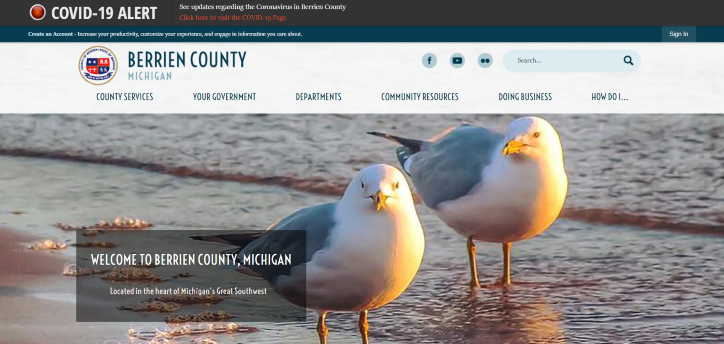 COVID-19 ALERT
See updates regarding the Coronavirus in Berrien County
Click here to visit the COVID-19 Page
Create an Account - Increase your productivity, customize your experience, and engage in information you care about.
Sign In
BERRIEN COUNTY
MICHIGAN
Search...
COUNTY SERVICES
YOUR GOVERNMENT
DEPARTMENTS
COMMUNITY RESOURCES
DOING BUSINESS
HOW DO I...
WELCOME TO BERRIEN COUNTY, MICHIGAN
Located in the heart of Michigan's Great Southwest